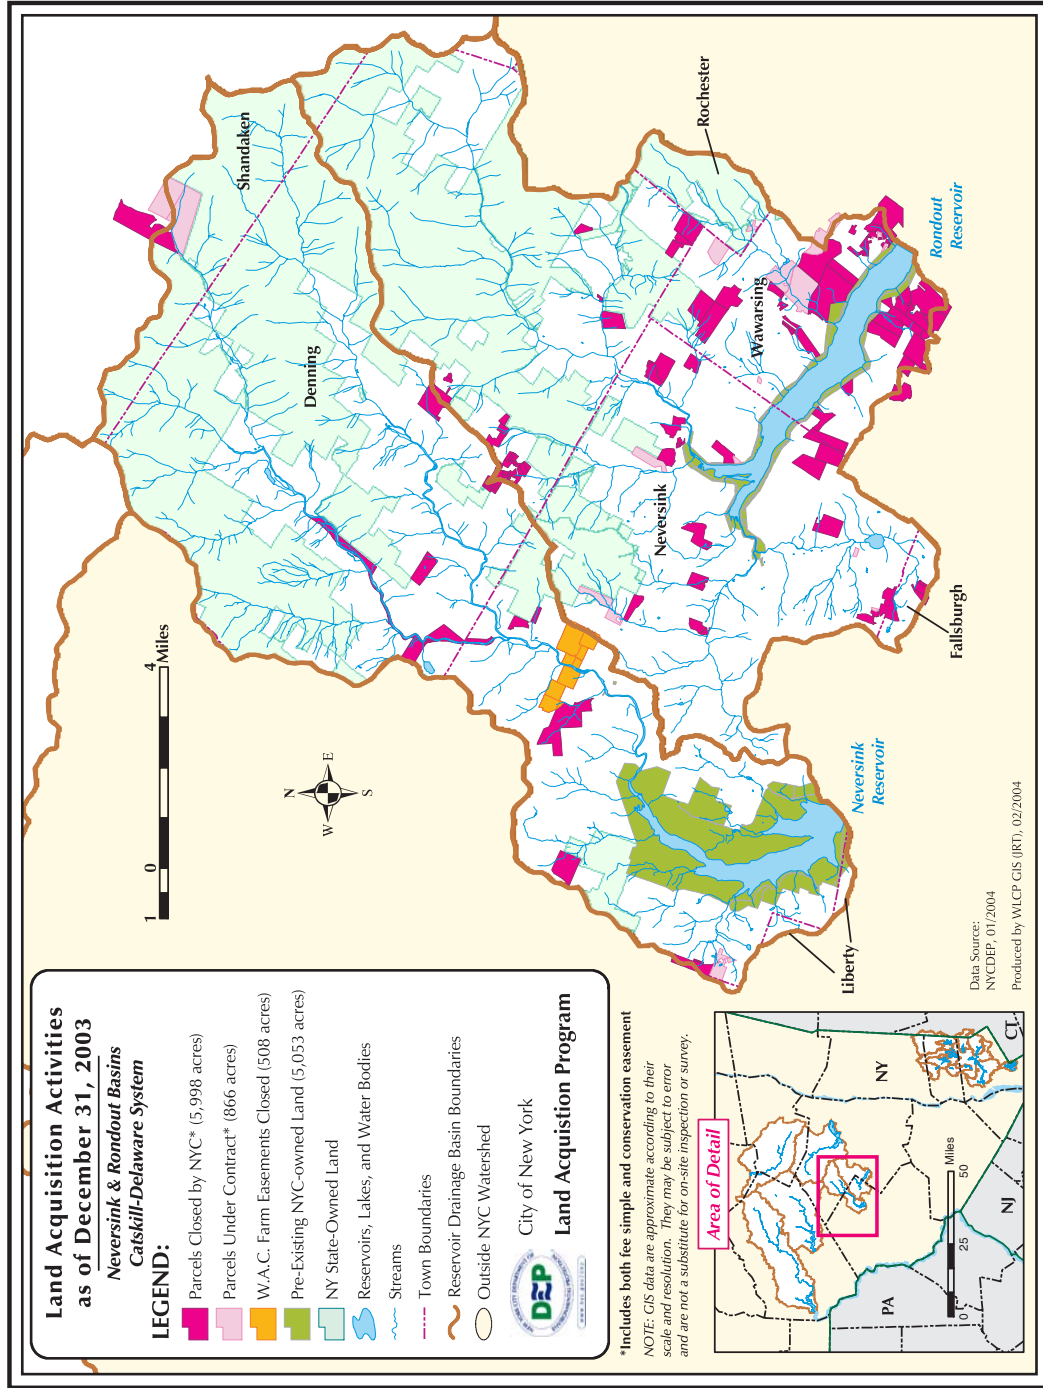 Land Acquisition Activities
as of December 31, 2003
Neversink & Rondout Basins
Catskill-Delaware System
LEGEND:
Parcels Closed by NYC* (5,998 acres)
Parcels Under Contract* (866 acres)
W.A.C. Farm Easements Closed (508 acres)
Pre-Existing NYC-owned Land (5,053 acres)
NY State-Owned Land
Reservoirs, Lakes, and Water Bodies
Streams
Town Boundaries
Reservoir Drainage Basin Boundaries
Outside NYC Watershed
DEP
City of New York
Land Acquisition Program
*Includes both fee simple and conservation easement
NOTE: GIS data are approximate according to their
scale and resolution. They may be subject to error
and are not a substitute for on-site inspection or survey.
Area of Detail
NY
CT
PA
NJ
0 25 50
Miles
1 0 4
Miles
N
W E
S
Shandaken
Denning
Rochester
Wawarsing
Neversink
Fallsburgh
Liberty
Rondout
Reservoir
Neversink
Reservoir
Data Source:
NYCDEP, 01/2004
Produced by WLCP GIS (JRT), 02/2004